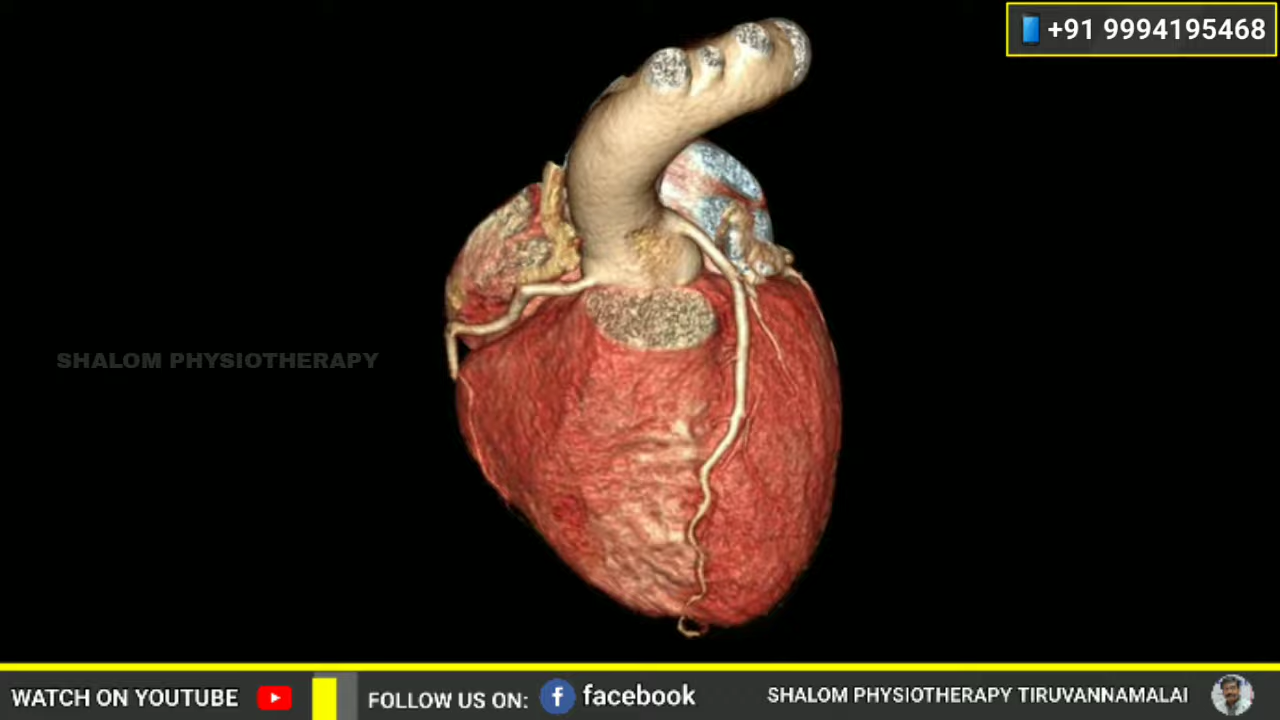 +91 9994195468
SHALOM PHYSIOTHERAPY
WATCH ON YOUTUBE
FOLLOW US ON: facebook
SHALOM PHYSIOTHERAPY TIRUVANNAMALAI